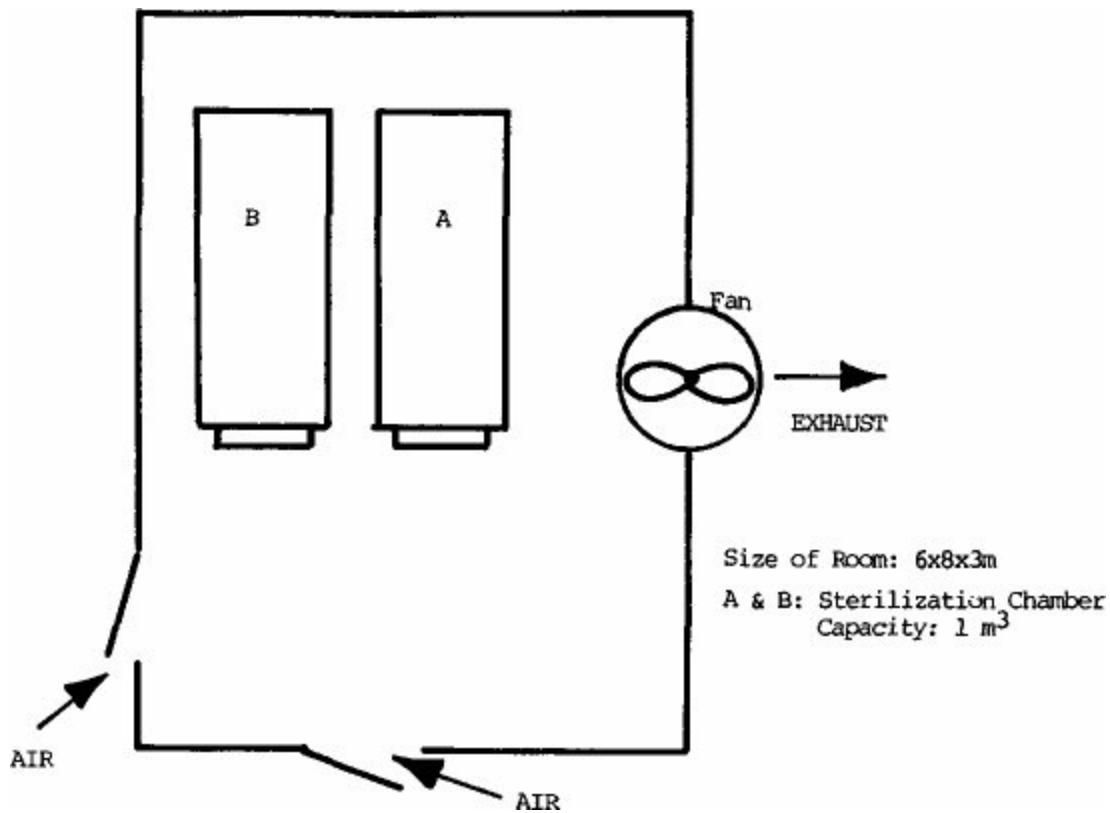 B
A
Fan
EXHAUST
Size of Room: 6x8x3m
A & B: Sterilization Chamber
Capacity: 1 m³
AIR
AIR